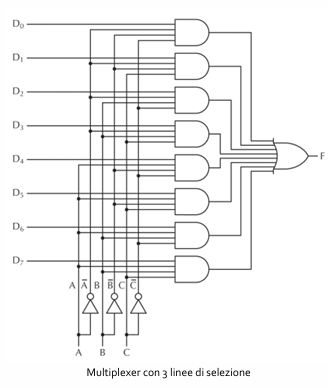 D0
D1
D2
D3
D4
D5
D6
D7
F
A A̅ B B̅ C C̅
A B C
Multiplexer con 3 linee di selezione